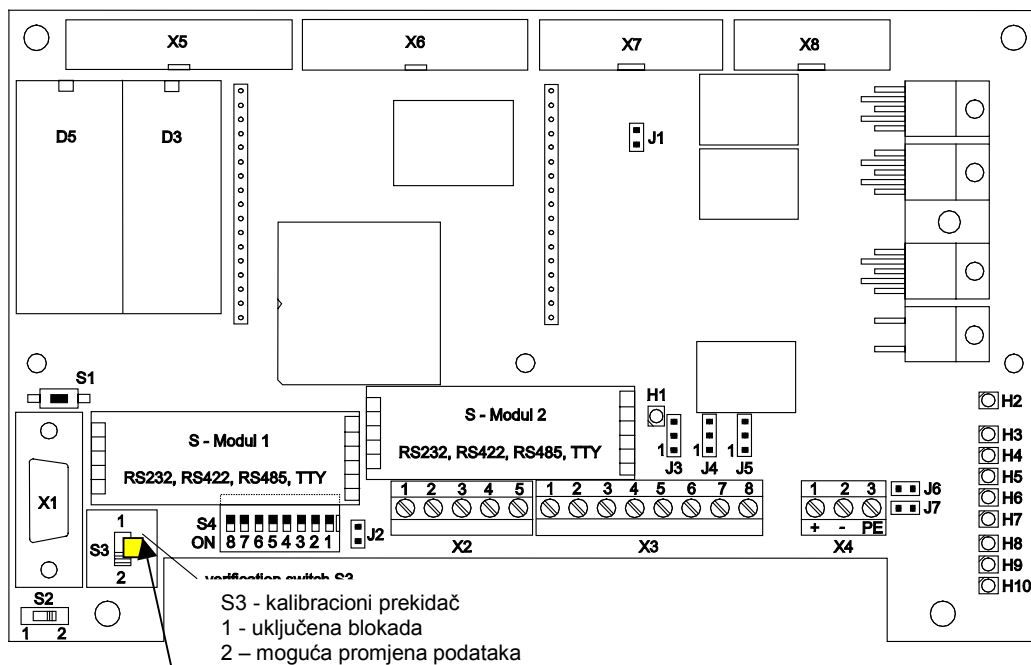 X5 X6 X7 X8
D5 D3
J1
S1
H1
H2
S - Modul 1
RS232, RS422, RS485, TTY
S - Modul 2
RS232, RS422, RS485, TTY
1 1 1
J3 J4 J5
H3
H4
H5
H6
H7
H8
H9
H10
X1
1
S3
2
S4
ON 8 7 6 5 4 3 2 1
J2
1 2 3 4 5
X2
1 2 3 4 5 6 7 8
X3
1 2 3
+ - PE
X4
J6
J7
S2
1 2
verification switch S3
S3 - kalibracioni prekidač
1 - uključena blokada
2 – moguća promjena podataka